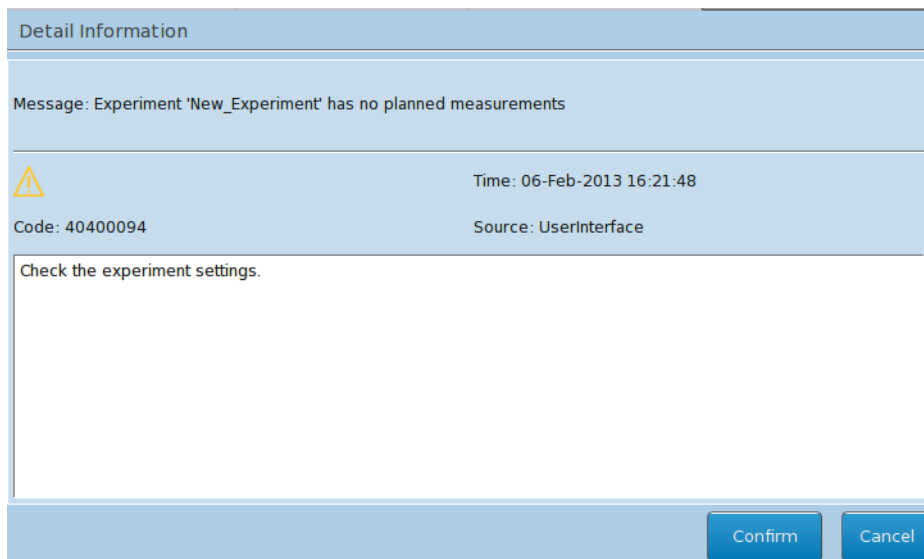 Detail Information
Message: Experiment 'New_Experiment' has no planned measurements
Time: 06-Feb-2013 16:21:48
Code: 40400094
Source: UserInterface
Check the experiment settings.
Confirm
Cancel